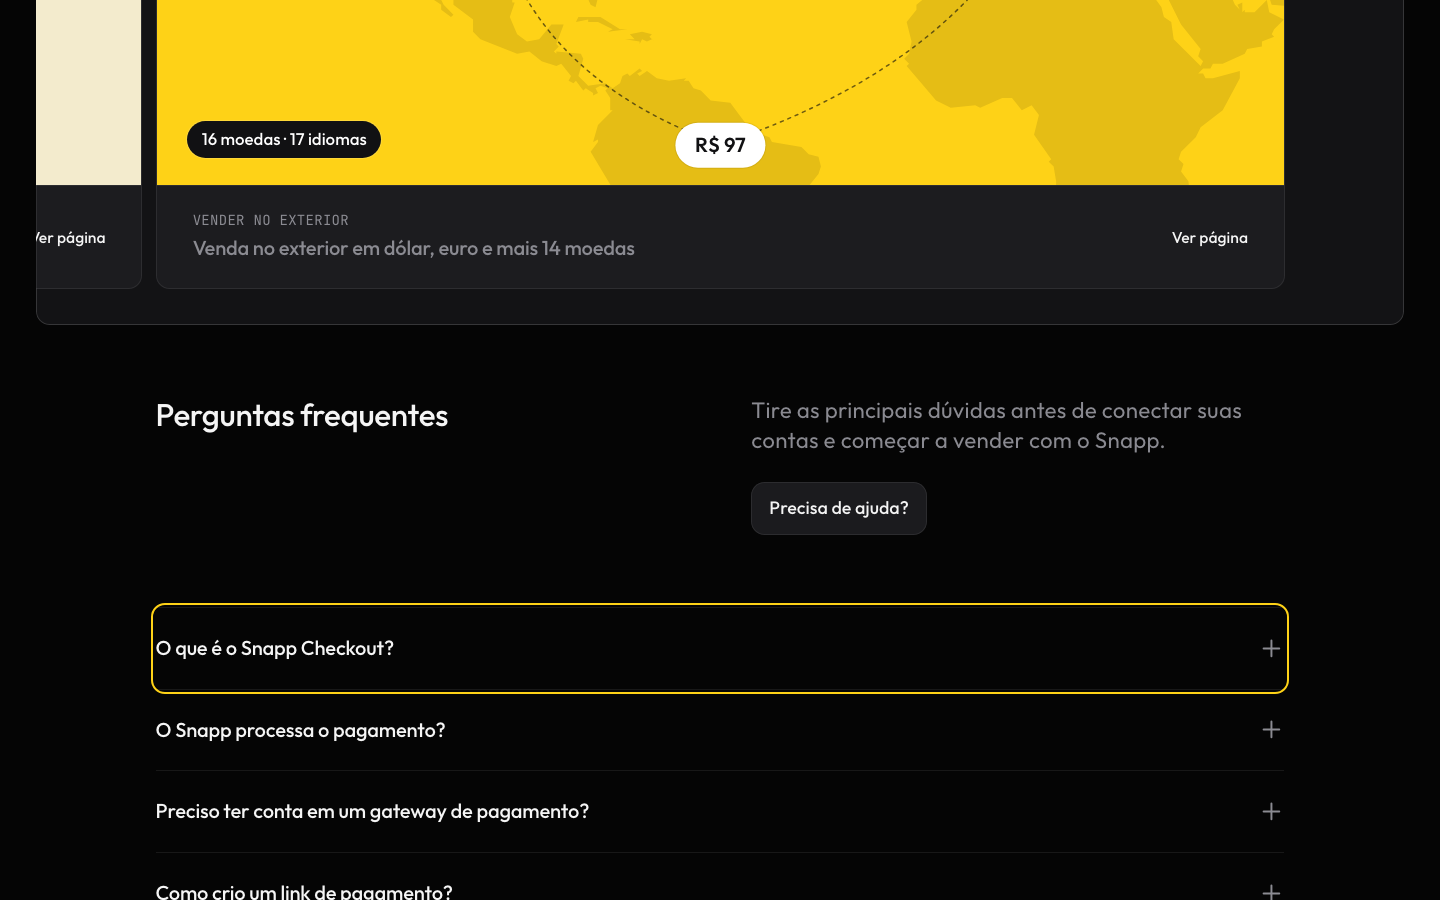 16 moedas · 17 idiomas
R$ 97
Ver página
VENDER NO EXTERIOR
Venda no exterior em dólar, euro e mais 14 moedas
Ver página
Perguntas frequentes
Tire as principais dúvidas antes de conectar suas
contas e começar a vender com o Snapp.
Precisa de ajuda?
O que é o Snapp Checkout?
O Snapp processa o pagamento?
Preciso ter conta em um gateway de pagamento?
Como crio um link de pagamento?